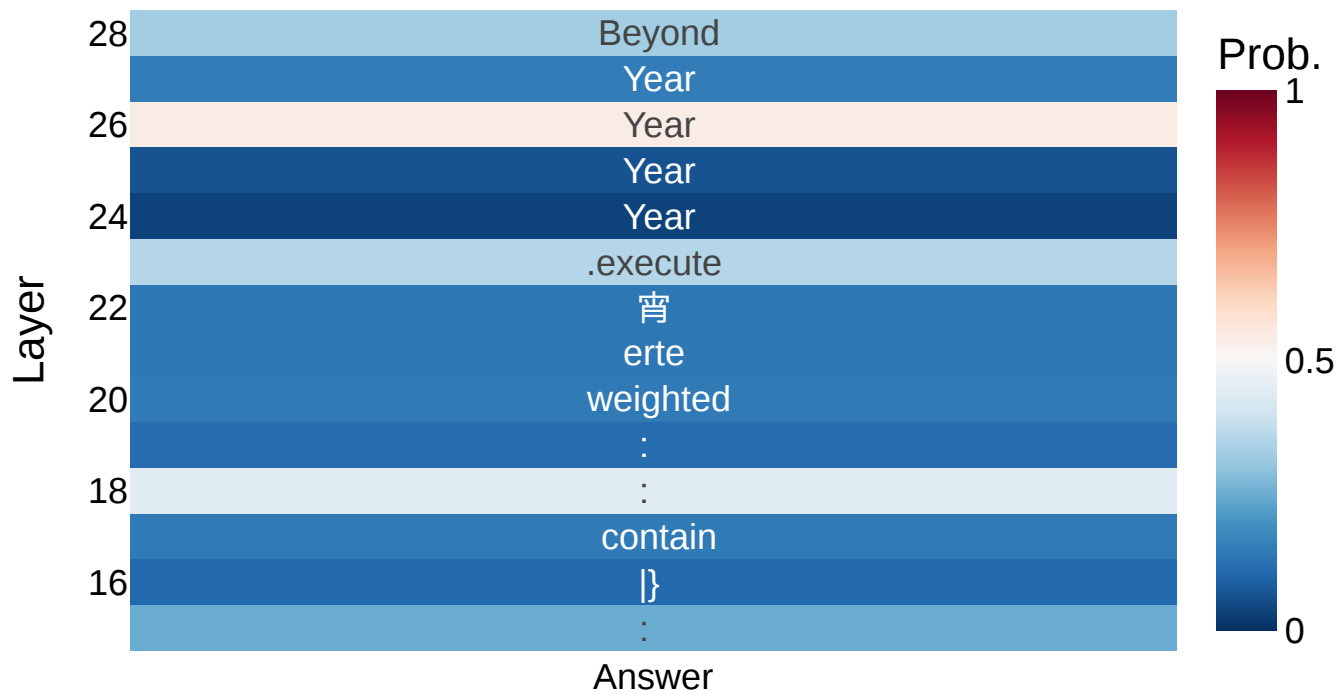 28 Beyond
Year
26 Year
Year
24 Year
.execute
22 宵
erte
20 weighted
:
18 :
contain
16 |}
:
Layer
Answer
Prob.
1
0.5
0